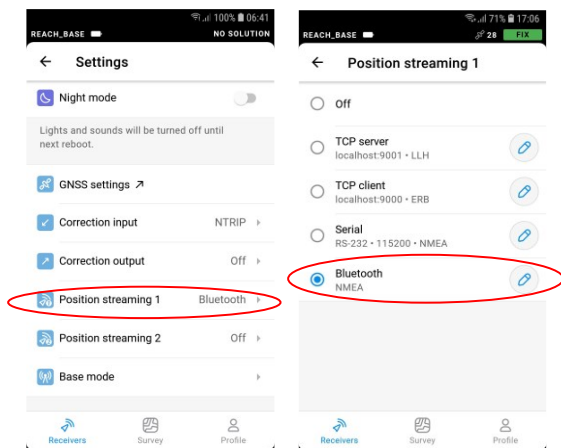 100% 06:41
REACH_BASE NO SOLUTION
Settings
Night mode
Lights and sounds will be turned off until
next reboot.
GNSS settings
Correction input NTRIP
Correction output Off
Position streaming 1 Bluetooth
Position streaming 2 Off
Base mode
Receivers Survey Profile
71% 17:06
REACH_BASE 28 FIX
Position streaming 1
Off
TCP server
localhost:9001 • LLH
TCP client
localhost:9000 • ERB
Serial
RS-232 • 115200 • NMEA
Bluetooth
NMEA
Receivers Survey Profile